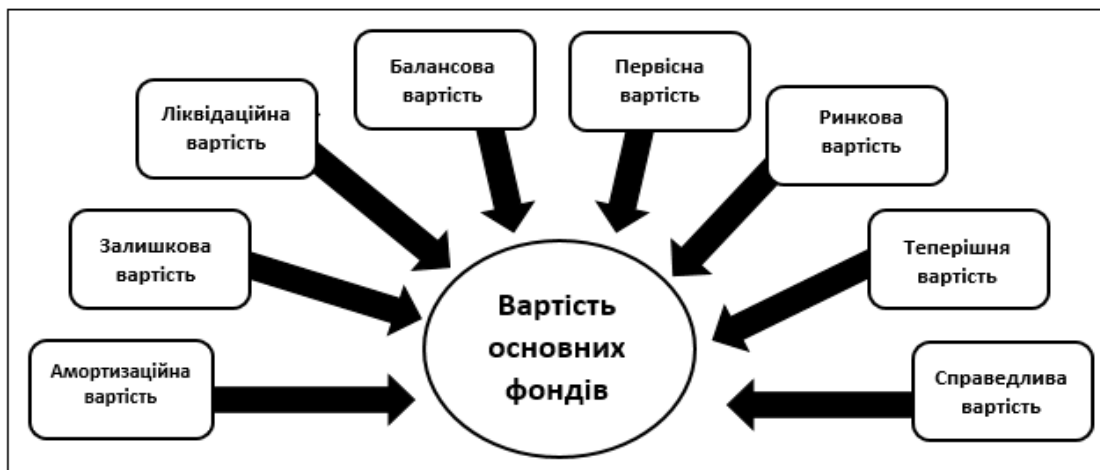 Балансова
вартість
Первісна
вартість
Ліквідаційна
вартість
Ринкова
вартість
Залишкова
вартість
Теперішня
вартість
Вартість
основних
фондів
Амортизаційна
вартість
Справедлива
вартість